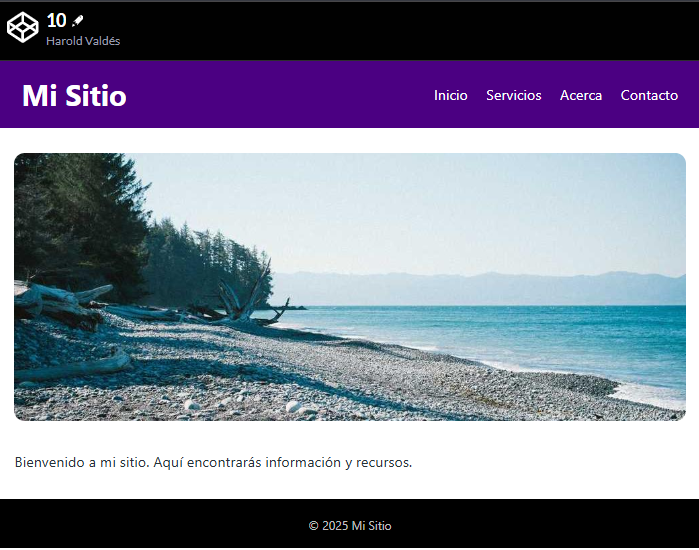 10
Harold Valdés
Mi Sitio
Inicio Servicios Acerca Contacto
Bienvenido a mi sitio. Aquí encontrarás información y recursos.
© 2025 Mi Sitio